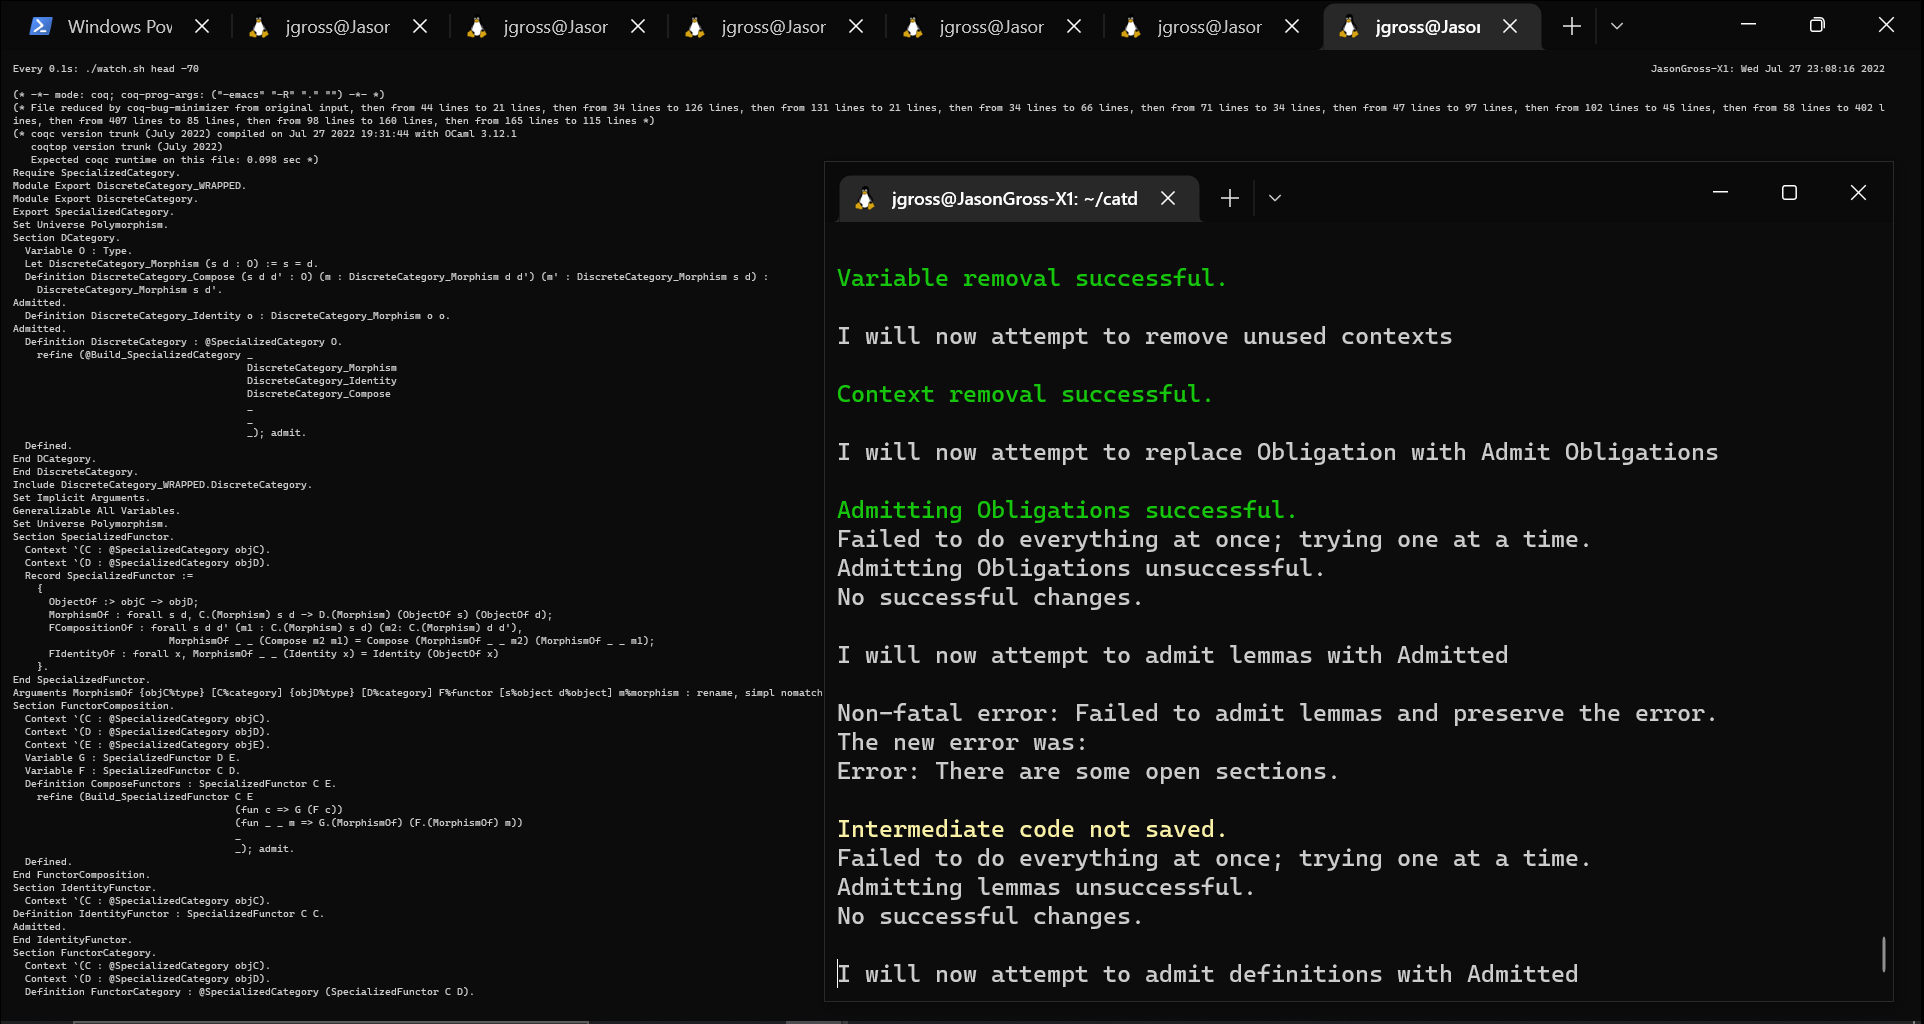 Windows Pov
jgross@Jasor
jgross@Jasor
jgross@Jasor
jgross@Jasor
jgross@Jasor
jgross@Jasor
Every 0.1s: ./watch.sh head -70
JasonGross-X1: Wed Jul 27 23:08:16 2022
(* -*- mode: coq; coq-prog-args: ("-emacs" "-R" "." "") -*- *)
(* File reduced by coq-bug-minimizer from original input, then from 44 lines to 21 lines, then from 34 lines to 126 lines, then from 131 lines to 21 lines, then from 34 lines to 66 lines, then from 71 lines to 34 lines, then from 47 lines to 97 lines, then from 102 lines to 45 lines, then from 58 lines to 402 l
ines, then from 407 lines to 85 lines, then from 98 lines to 160 lines, then from 165 lines to 115 lines *)
(* coqc version trunk (July 2022) compiled on Jul 27 2022 19:31:44 with OCaml 3.12.1
coqtop version trunk (July 2022)
Expected coqc runtime on this file: 0.098 sec *)
Require SpecializedCategory.
Module Export DiscreteCategory_WRAPPED.
Module Export DiscreteCategory.
Export SpecializedCategory.
Set Universe Polymorphism.
Section DCategory.
Variable O : Type.
Let DiscreteCategory_Morphism (s d : O) := s = d.
Definition DiscreteCategory_Compose (s d d' : O) (m : DiscreteCategory_Morphism d d') (m' : DiscreteCategory_Morphism s d) :
DiscreteCategory_Morphism s d'.
Admitted.
Definition DiscreteCategory_Identity o : DiscreteCategory_Morphism o o.
Admitted.
Definition DiscreteCategory : @SpecializedCategory O.
refine (@Build_SpecializedCategory _
DiscreteCategory_Morphism
DiscreteCategory_Identity
DiscreteCategory_Compose
_
_
_); admit.
Defined.
End DCategory.
End DiscreteCategory.
Include DiscreteCategory_WRAPPED.DiscreteCategory.
Set Implicit Arguments.
Generalizable All Variables.
Set Universe Polymorphism.
Section SpecializedFunctor.
Context `(C : @SpecializedCategory objC).
Context `(D : @SpecializedCategory objD).
Record SpecializedFunctor :=
{
ObjectOf :> objC -> objD;
MorphismOf : forall s d, C.(Morphism) s d -> D.(Morphism) (ObjectOf s) (ObjectOf d);
FCompositionOf : forall s d d' (m1 : C.(Morphism) s d) (m2: C.(Morphism) d d'),
MorphismOf _ _ (Compose m2 m1) = Compose (MorphismOf _ _ m2) (MorphismOf _ _ m1);
FIdentityOf : forall x, MorphismOf _ _ (Identity x) = Identity (ObjectOf x)
}.
End SpecializedFunctor.
Arguments MorphismOf {objC%type} [C%category] {objD%type} [D%category] F%functor [s%object d%object] m%morphism : rename, simpl nomatch
Section FunctorComposition.
Context `(C : @SpecializedCategory objC).
Context `(D : @SpecializedCategory objD).
Context `(E : @SpecializedCategory objE).
Variable G : SpecializedFunctor D E.
Variable F : SpecializedFunctor C D.
Definition ComposeFunctors : SpecializedFunctor C E.
refine (Build_SpecializedFunctor C E
(fun c => G (F c))
(fun _ _ m => G.(MorphismOf) (F.(MorphismOf) m))
_
_); admit.
Defined.
End FunctorComposition.
Section IdentityFunctor.
Context `(C : @SpecializedCategory objC).
Definition IdentityFunctor : SpecializedFunctor C C.
Admitted.
End IdentityFunctor.
Section FunctorCategory.
Context `(C : @SpecializedCategory objC).
Context `(D : @SpecializedCategory objD).
Definition FunctorCategory : @SpecializedCategory (SpecializedFunctor C D).
jgross@JasonGross-X1: ~/catd
Variable removal successful.
I will now attempt to remove unused contexts
Context removal successful.
I will now attempt to replace Obligation with Admit Obligations
Admitting Obligations successful.
Failed to do everything at once; trying one at a time.
Admitting Obligations unsuccessful.
No successful changes.
I will now attempt to admit lemmas with Admitted
Non-fatal error: Failed to admit lemmas and preserve the error.
The new error was:
Error: There are some open sections.
Intermediate code not saved.
Failed to do everything at once; trying one at a time.
Admitting lemmas unsuccessful.
No successful changes.
I will now attempt to admit definitions with Admitted